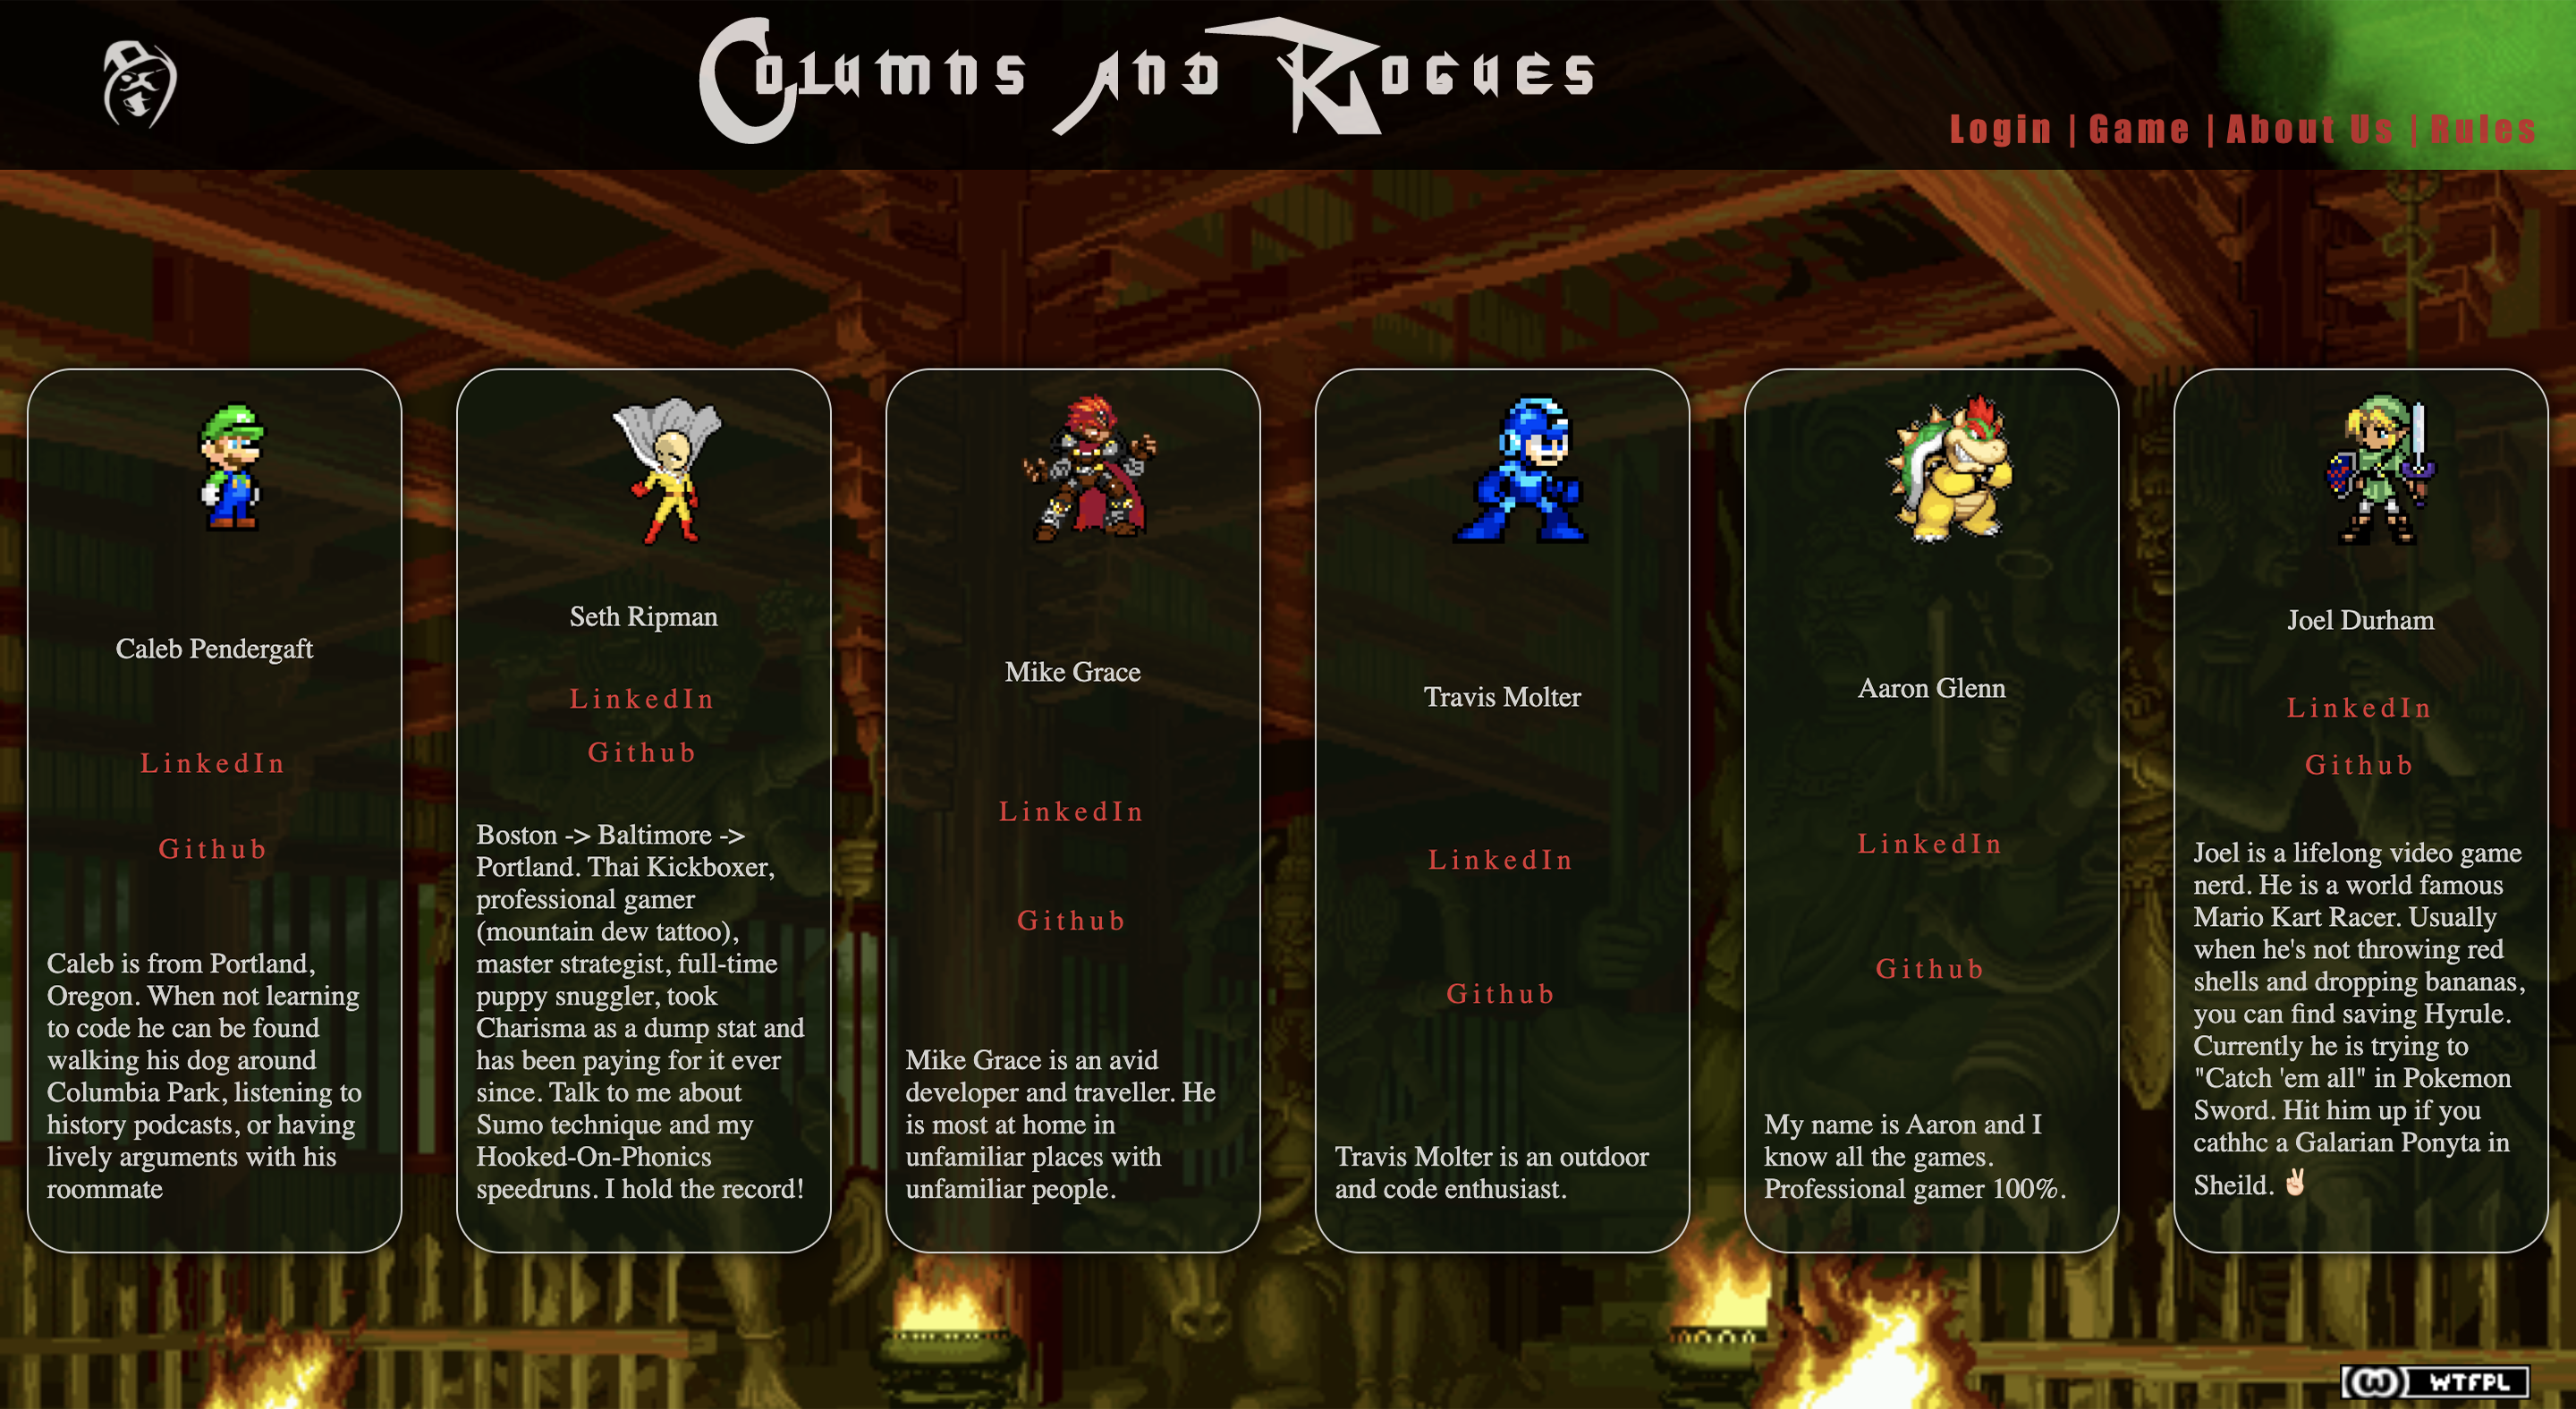 Columns and Rogues
Login | Game | About Us | Rules
Caleb Pendergaft
LinkedIn
Github
Caleb is from Portland,
Oregon. When not learning
to code he can be found
walking his dog around
Columbia Park, listening to
history podcasts, or having
lively arguments with his
roommate
Seth Ripman
LinkedIn
Github
Boston -> Baltimore ->
Portland. Thai Kickboxer,
professional gamer
(mountain dew tattoo),
master strategist, full-time
puppy snuggler, took
Charisma as a dump stat and
has been paying for it ever
since. Talk to me about
Sumo technique and my
Hooked-On-Phonics
speedruns. I hold the record!
Mike Grace
LinkedIn
Github
Mike Grace is an avid
developer and traveller. He
is most at home in
unfamiliar places with
unfamiliar people.
Travis Molter
LinkedIn
Github
Travis Molter is an outdoor
and code enthusiast.
Aaron Glenn
LinkedIn
Github
My name is Aaron and I
know all the games.
Professional gamer 100%.
Joel Durham
LinkedIn
Github
Joel is a lifelong video game
nerd. He is a world famous
Mario Kart Racer. Usually
when he's not throwing red
shells and dropping bananas,
you can find saving Hyrule.
Currently he is trying to
"Catch 'em all" in Pokemon
Sword. Hit him up if you
cathhc a Galarian Ponyta in
Sheild. ✌🏻
WTFPL